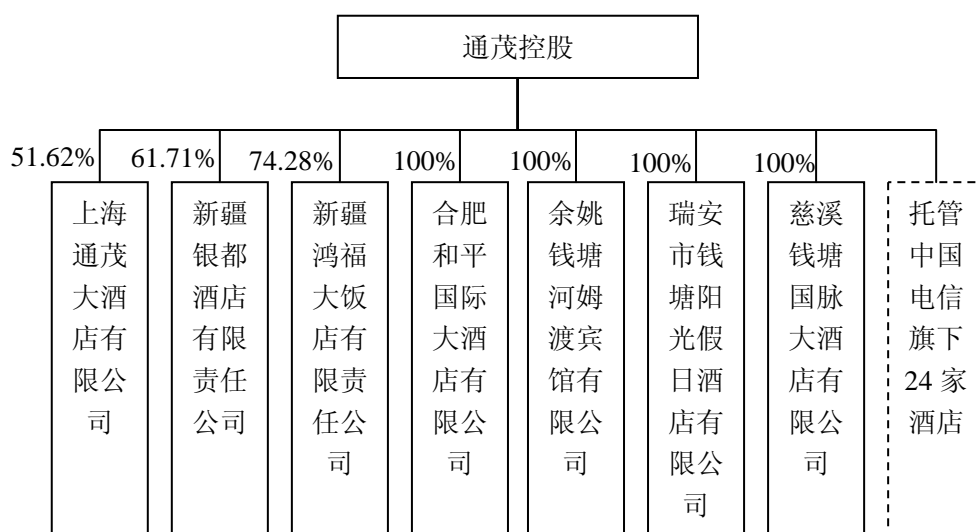 通茂控股
51.62%
61.71%
74.28%
100%
100%
100%
100%
上海
通茂
大酒
店有
限公
司
新疆
银都
酒店
有限
责任
公司
新疆
鸿福
大饭
店有
限责
任公
司
合肥
和平
国际
大酒
店有
限公
司
余姚
钱塘
河姆
渡宾
馆有
限公
司
瑞安
市钱
塘阳
光假
日酒
店有
限公
司
慈溪
钱塘
国脉
大酒
店有
限公
司
托管
中国
电信
旗下
24 家
酒店